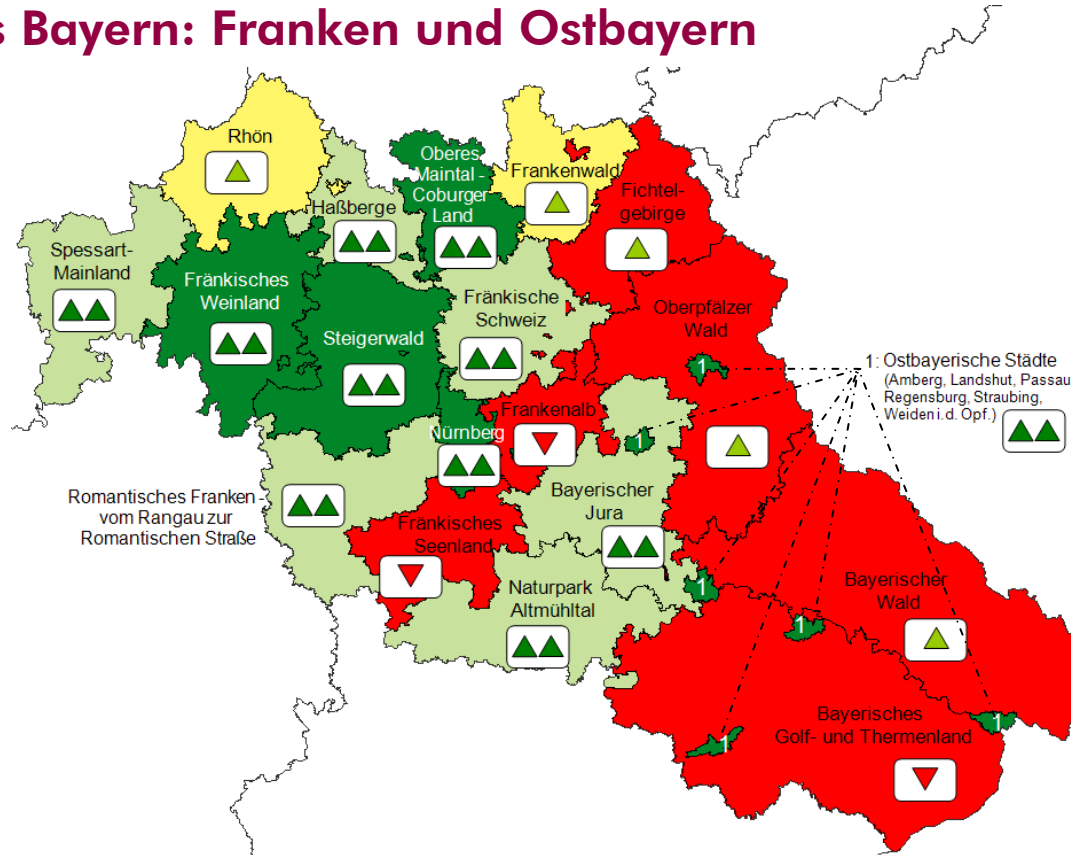 s Bayern: Franken und Ostbayern
Rhön
Oberes
Maintal -
Coburger
Land
Frankenwald
Fichtel-
gebirge
Haßberge
Spessart-
Mainland
Fränkisches
Weinland
Fränkische
Schweiz
Oberpfälzer
Wald
Steigerwald
1: Ostbayerische Städte
(Amberg, Landshut, Passau
Regensburg, Straubing,
Weiden i. d. Opf.)
1
Frankenalb
Nürnberg
1
Romantisches Franken -
vom Rangau zur
Romantischen Straße
Bayerischer
Jura
Fränkisches
Seenland
Naturpark
Altmühltal
1
Bayerischer
Wald
1
Bayerisches
Golf- und Thermenland
1
1